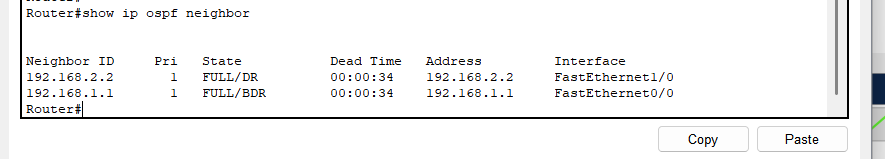 Router#show ip ospf neighbor
Neighbor ID     Pri   State           Dead Time   Address         Interface
192.168.2.2       1   FULL/DR         00:00:34    192.168.2.2     FastEthernet1/0
192.168.1.1       1   FULL/BDR        00:00:34    192.168.1.1     FastEthernet0/0
Router#
Copy Paste